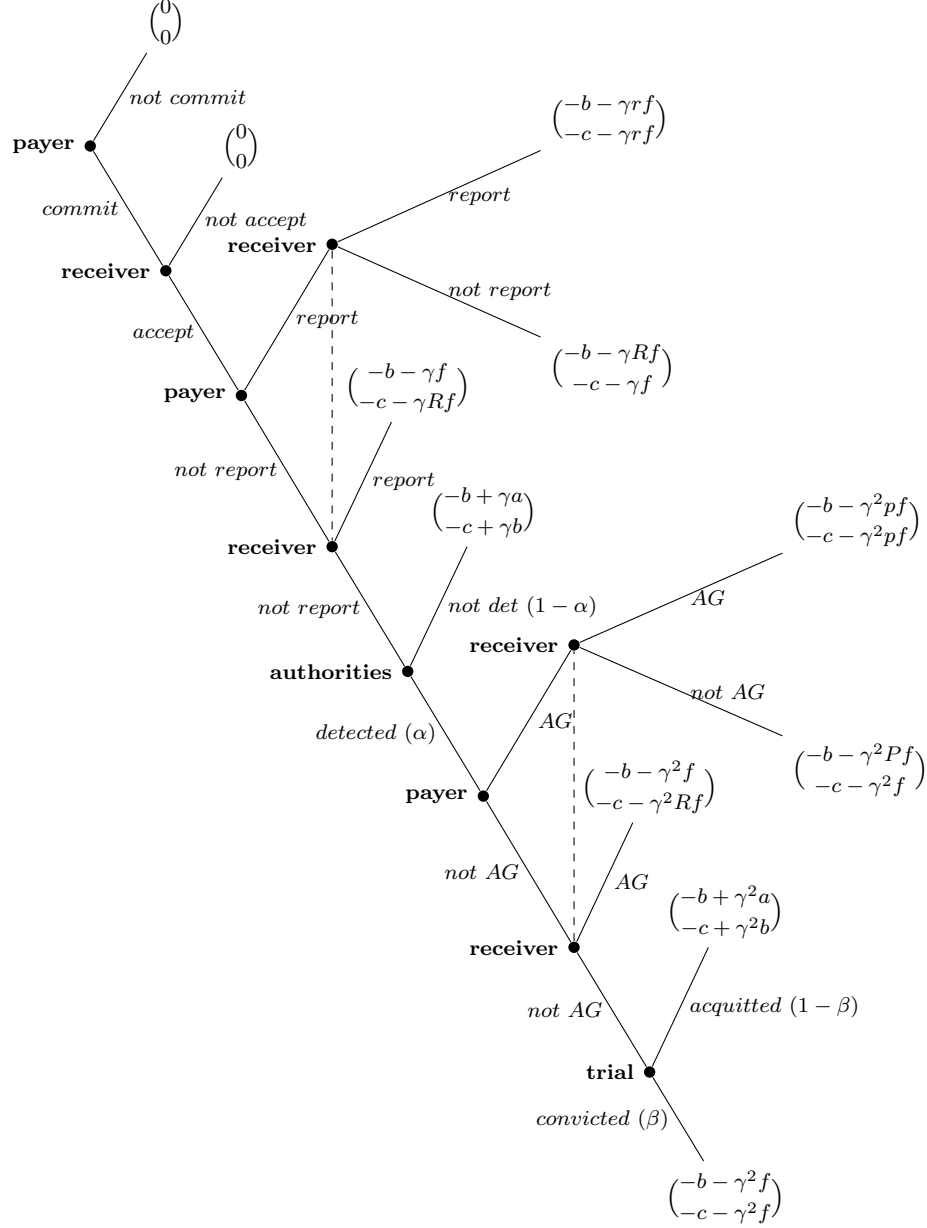 (0
0)
not commit
payer
(−b − γrf
−c − γrf)
(0
0)
report
commit
not accept
receiver
receiver
not report
report
accept
(−b − γRf
−c − γf)
(−b − γf
−c − γRf)
payer
not report
report
(−b + γa
−c + γb)
(−b − γ²pf
−c − γ²pf)
receiver
not report
not det (1 − α)
AG
receiver
authorities
not AG
detected (α)
AG
(−b − γ²Pf
−c − γ²f)
(−b − γ²f
−c − γ²Rf)
payer
not AG
AG
(−b + γ²a
−c + γ²b)
receiver
not AG
acquitted (1 − β)
trial
convicted (β)
(−b − γ²f
−c − γ²f)